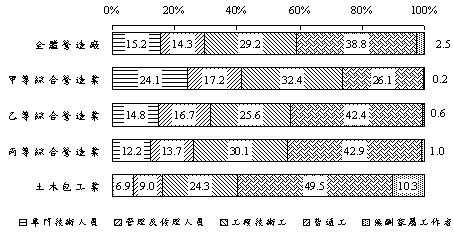 0% 20% 40% 60% 80% 100%
全體營造廠 15.2 14.3 29.2 38.8 2.5
甲等綜合營造業 24.1 17.2 32.4 26.1 0.2
乙等綜合營造業 14.8 16.7 25.6 42.4 0.6
丙等綜合營造業 12.2 13.7 30.1 42.9 1.0
土木包工業 6.9 9.0 24.3 49.5 10.3
專門技術人員 管理及佐理人員 工程技術工 普通工 無酬家屬工作者